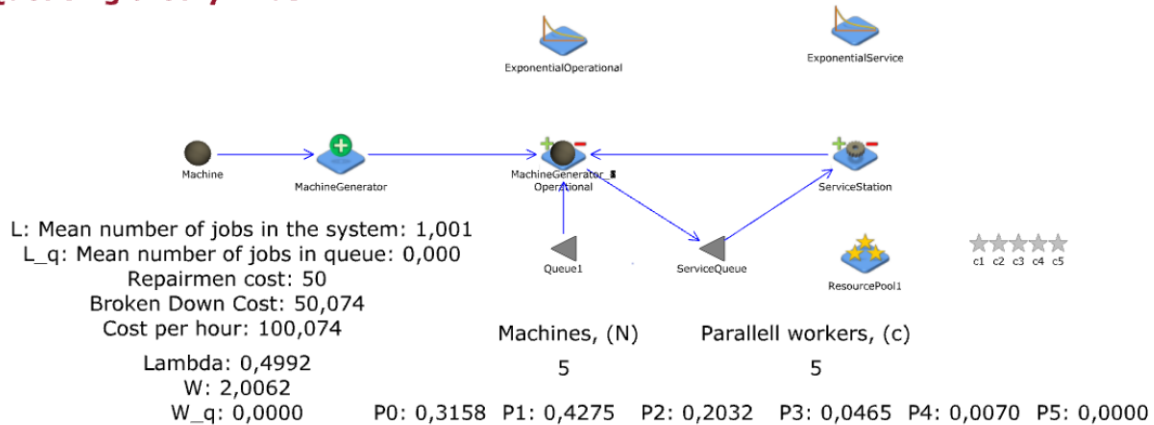 ExponentialOperational
ExponentialService
Machine
MachineGenerator
Operational
ServiceStation
L: Mean number of jobs in the system: 1,001
L_q: Mean number of jobs in queue: 0,000
Repairmen cost: 50
Broken Down Cost: 50,074
Cost per hour: 100,074
Queue1
ServiceQueue
ResourcePool1
c1 c2 c3 c4 c5
Machines, (N)
Parallell workers, (c)
5
5
Lambda: 0,4992
W: 2,0062
W_q: 0,0000
P0: 0,3158 P1: 0,4275 P2: 0,2032 P3: 0,0465 P4: 0,0070 P5: 0,0000